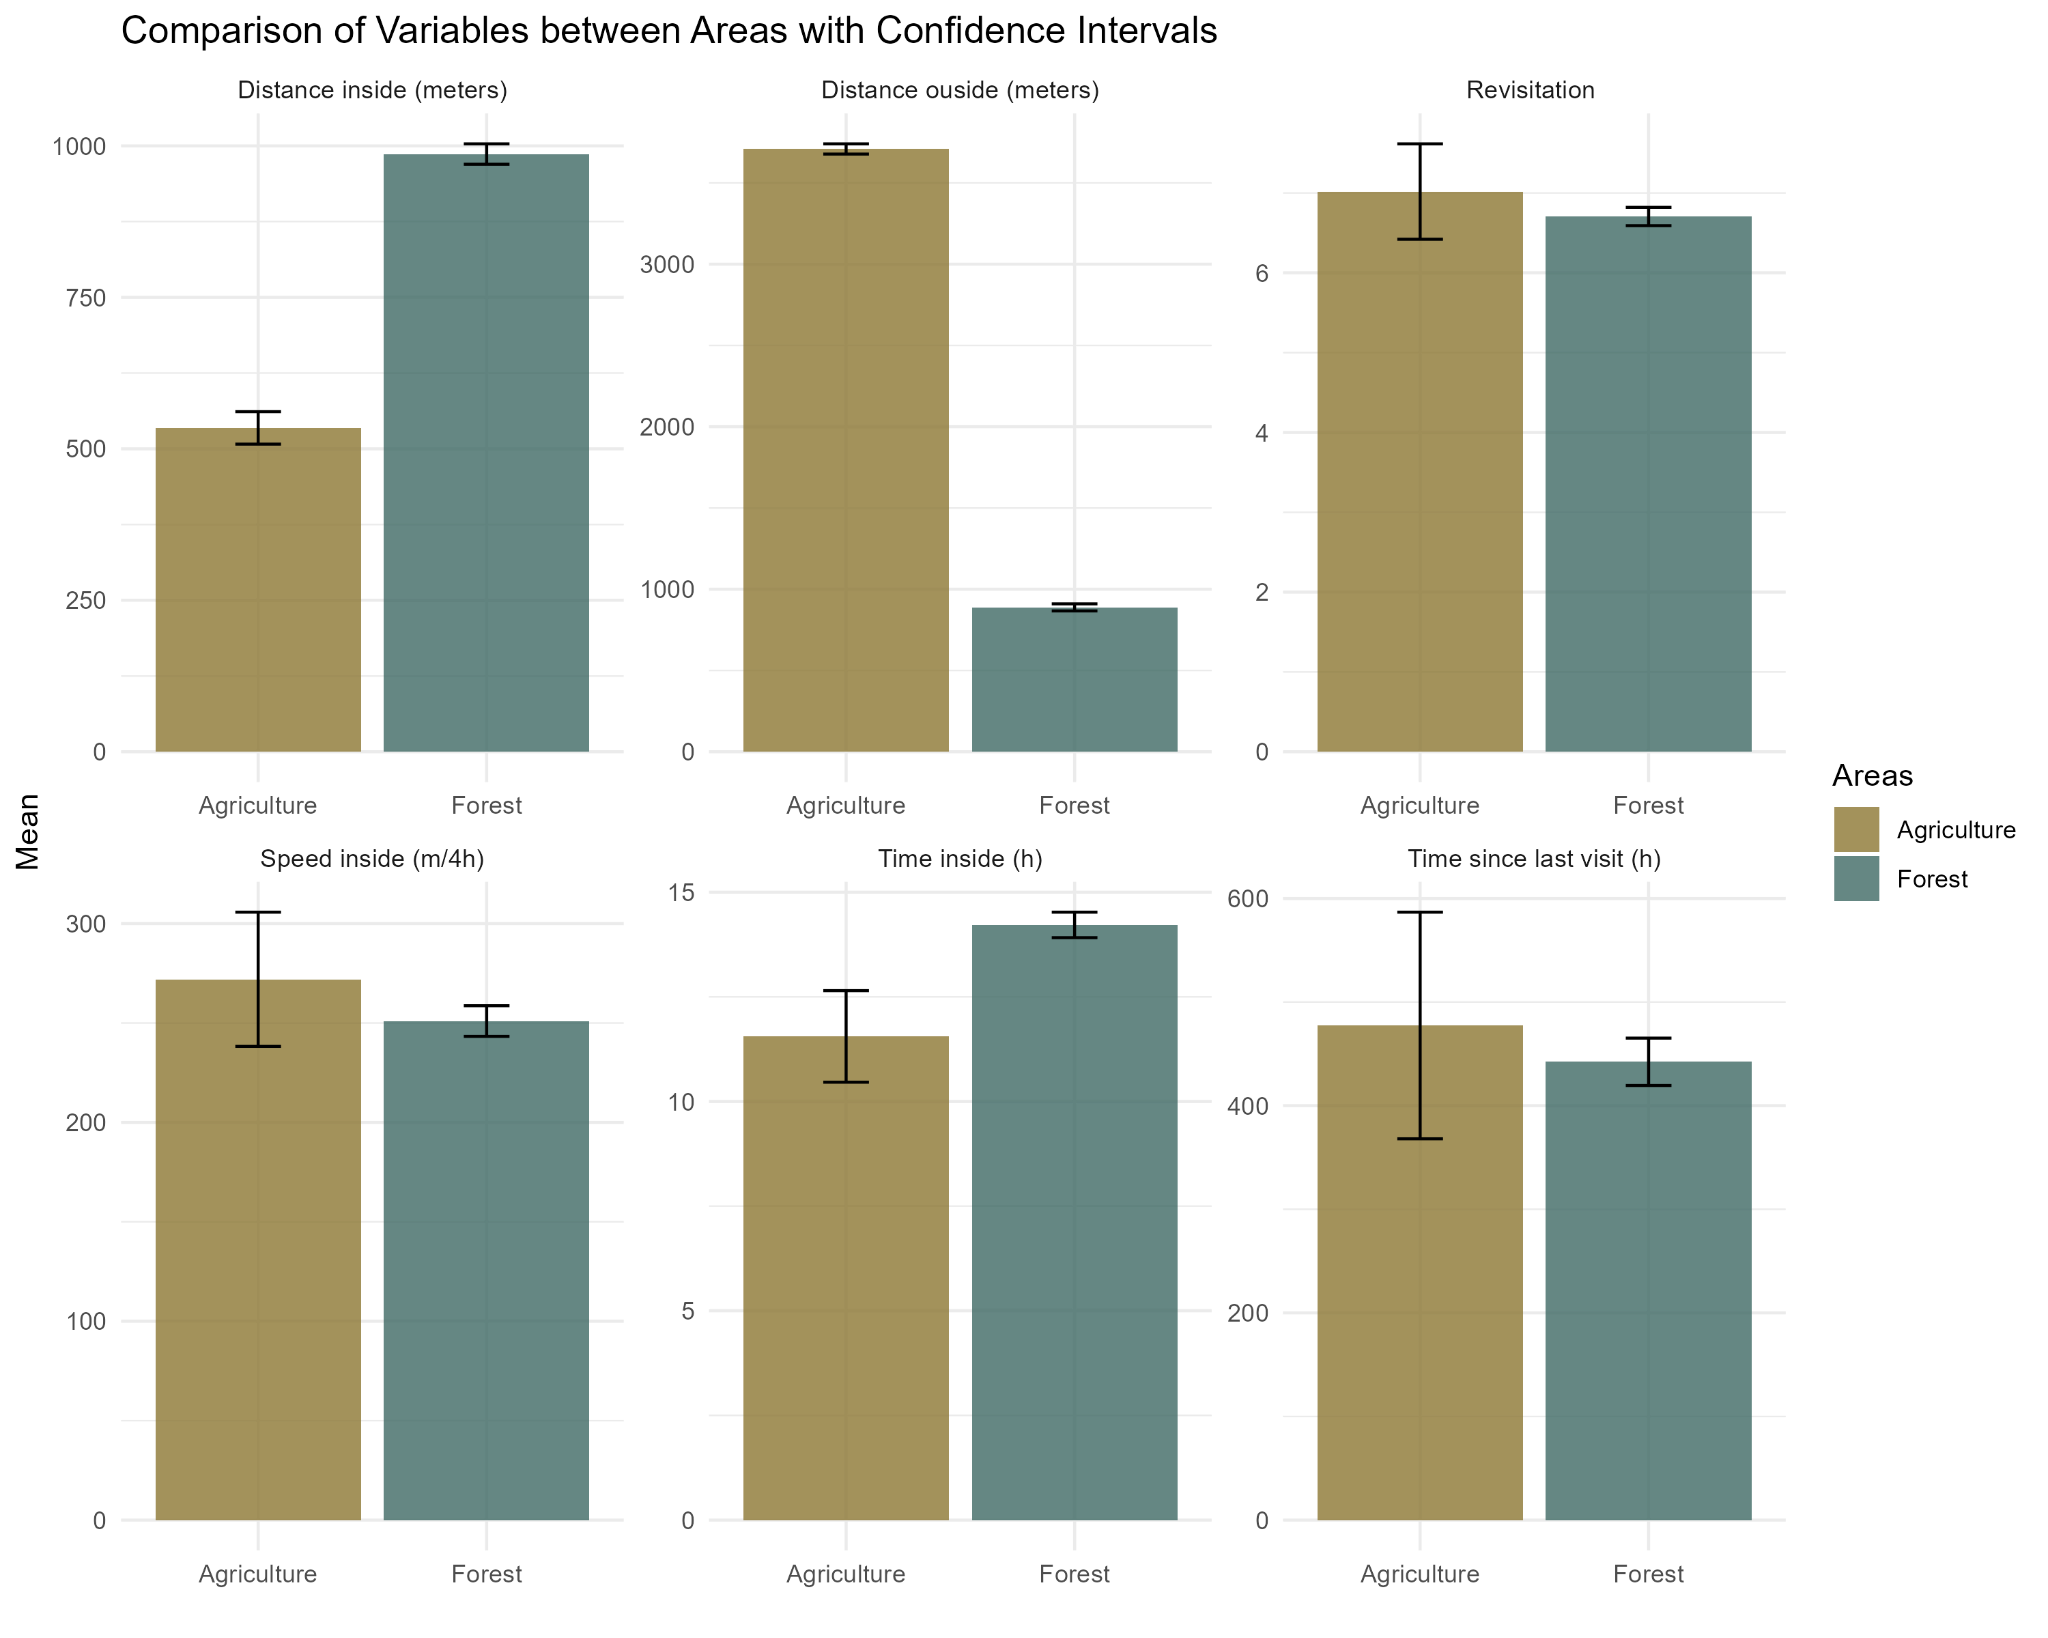 Comparison of Variables between Areas with Confidence Intervals
Distance inside (meters)
1000
750
500
250
0
Agriculture
Forest
Distance ouside (meters)
3000
2000
1000
0
Agriculture
Forest
Revisitation
6
4
2
0
Agriculture
Forest
Mean
Speed inside (m/4h)
300
200
100
0
Agriculture
Forest
Time inside (h)
15
10
5
0
Agriculture
Forest
Time since last visit (h)
600
400
200
0
Agriculture
Forest
Areas
Agriculture
Forest